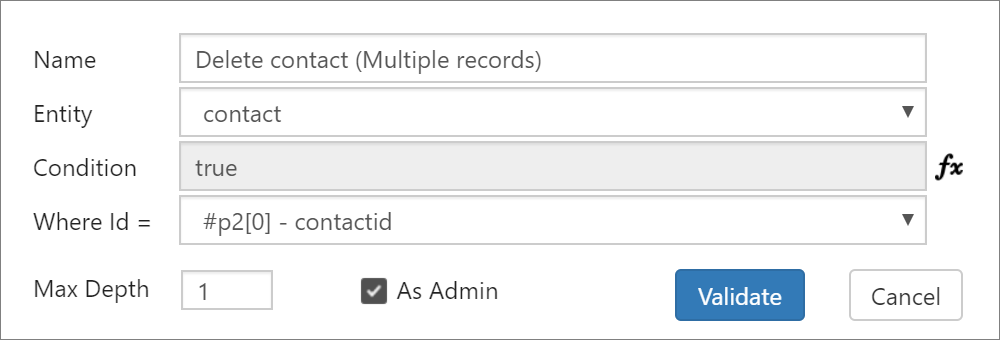 Name Delete contact (Multiple records)
Entity contact
Condition true fx
Where Id = #p2[0] - contactid
Max Depth 1 As Admin Validate Cancel